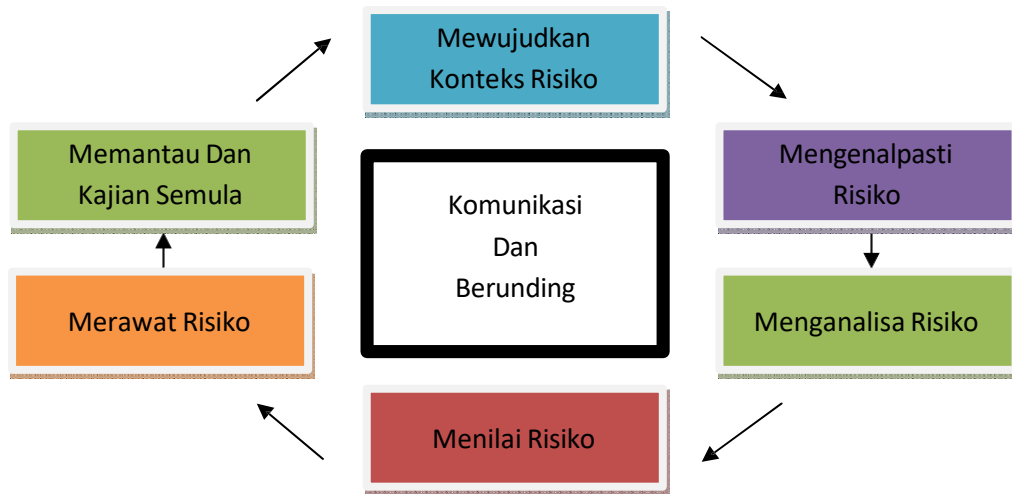 Mewujudkan
Konteks Risiko
Memantau Dan
Kajian Semula
Mengenalpasti
Risiko
Komunikasi
Dan
Berunding
Merawat Risiko
Menganalisa Risiko
Menilai Risiko